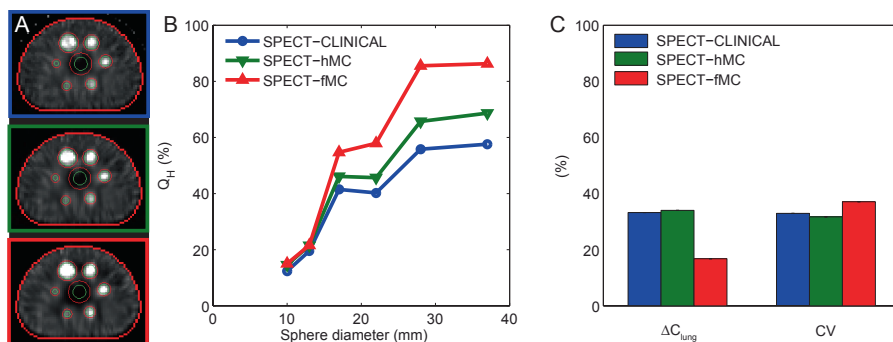 A
B
Q_H (%)
100
80
60
40
20
0
SPECT−CLINICAL
SPECT−hMC
SPECT−fMC
0 10 20 30 40
Sphere diameter (mm)
C
(%)
100
80
60
40
20
0
SPECT−CLINICAL
SPECT−hMC
SPECT−fMC
ΔC_lung CV